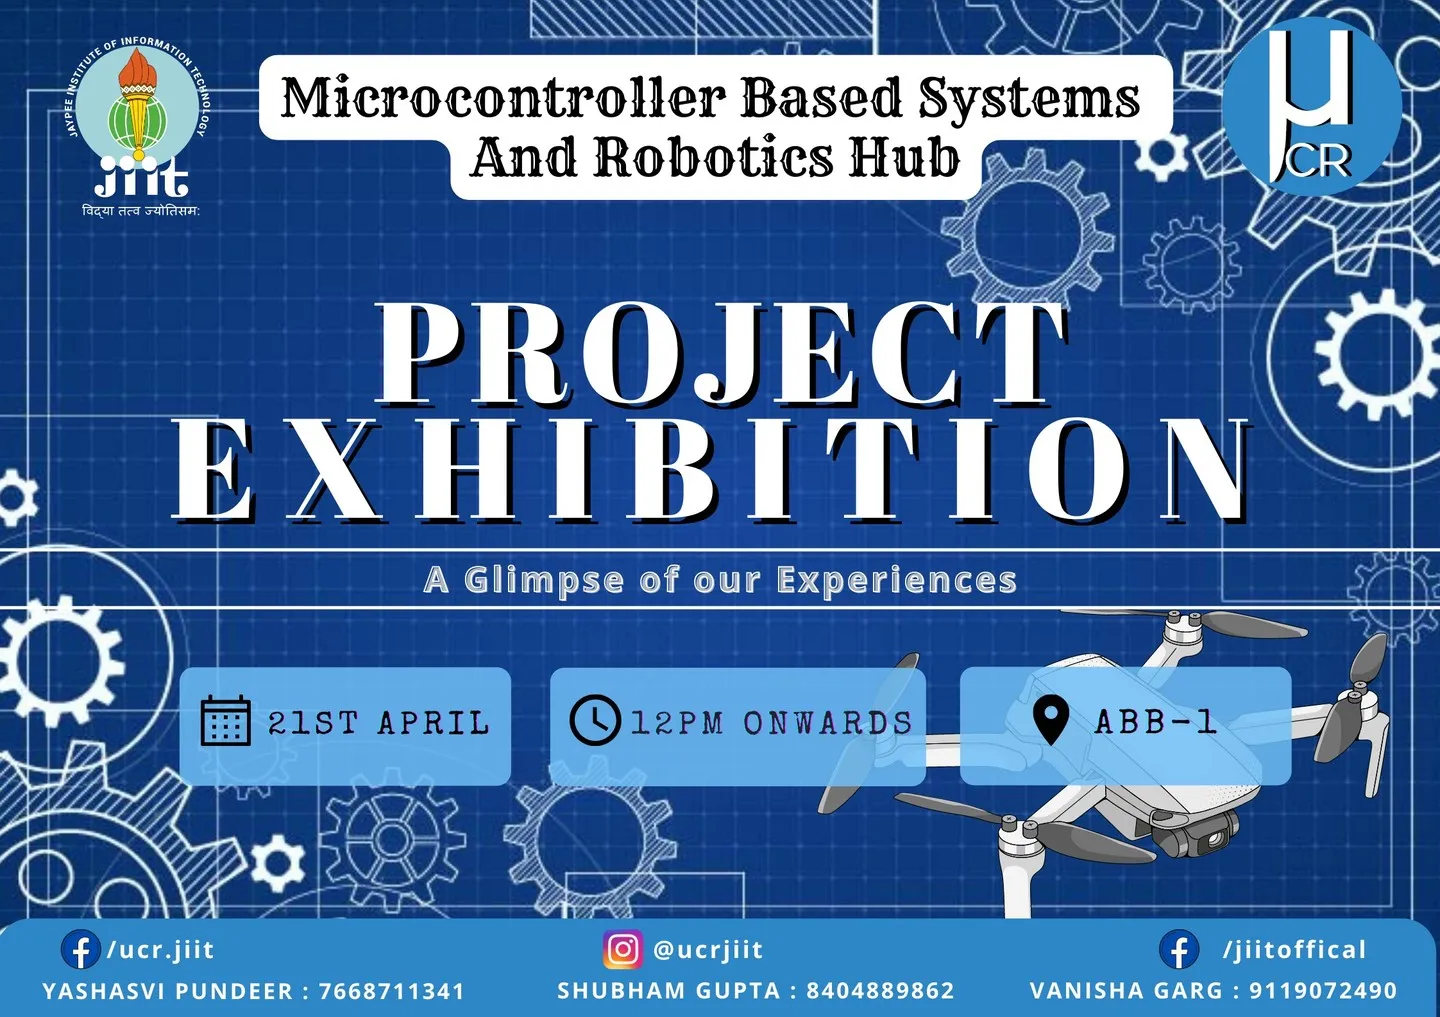 JAYPEE INSTITUTE OF INFORMATION TECHNOLOGY
jiit
विद्या तत्व ज्योतिसम:
Microcontroller Based Systems
And Robotics Hub
µCR
PROJECT
EXHIBITION
A Glimpse of our Experiences
21ST APRIL
12PM ONWARDS
ABB-1
/ucr.jiit
@ucrjiit
/jiitoffical
YASHASVI PUNDEER : 7668711341
SHUBHAM GUPTA : 8404889862
VANISHA GARG : 9119072490